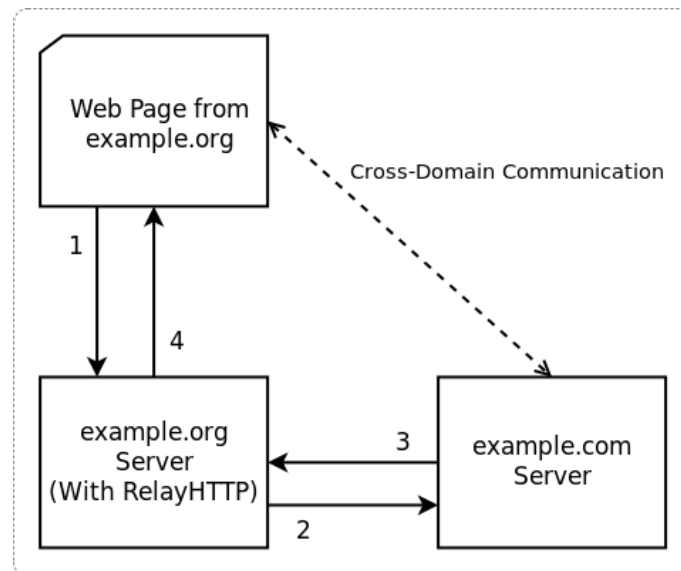 Web Page from
example.org
Cross-Domain Communication
1
4
example.org
Server
(With RelayHTTP)
3
2
example.com
Server